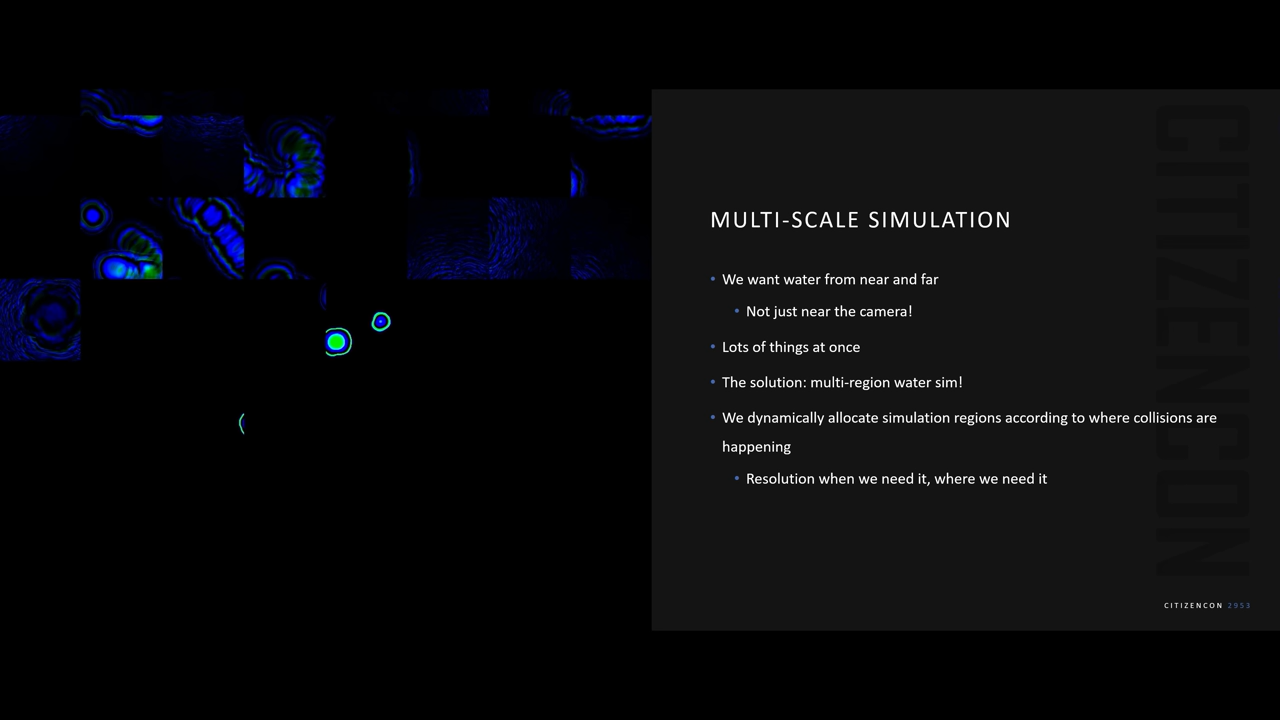 MULTI-SCALE SIMULATION
• We want water from near and far
• Not just near the camera!
• Lots of things at once
• The solution: multi-region water sim!
• We dynamically allocate simulation regions according to where collisions are
happening
• Resolution when we need it, where we need it
CITIZENCON
CITIZENCON 2953